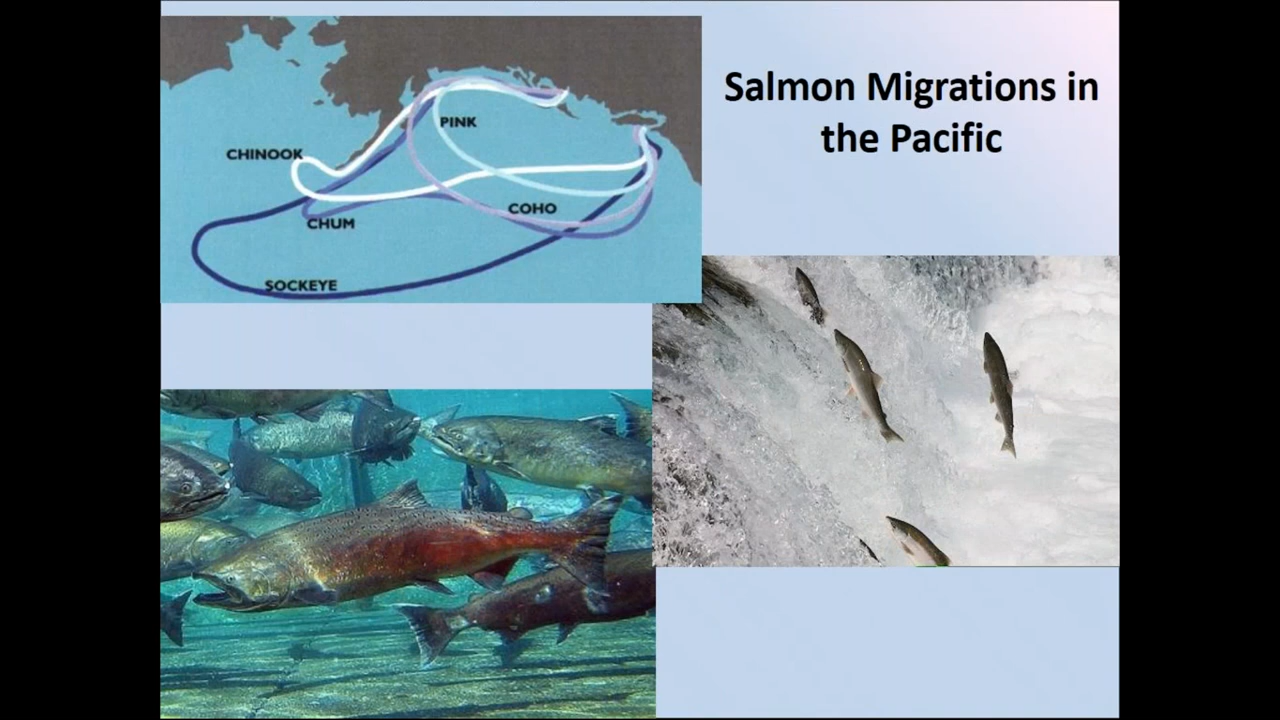 Salmon Migrations in
the Pacific
PINK
CHINOOK
COHO
CHUM
SOCKEYE